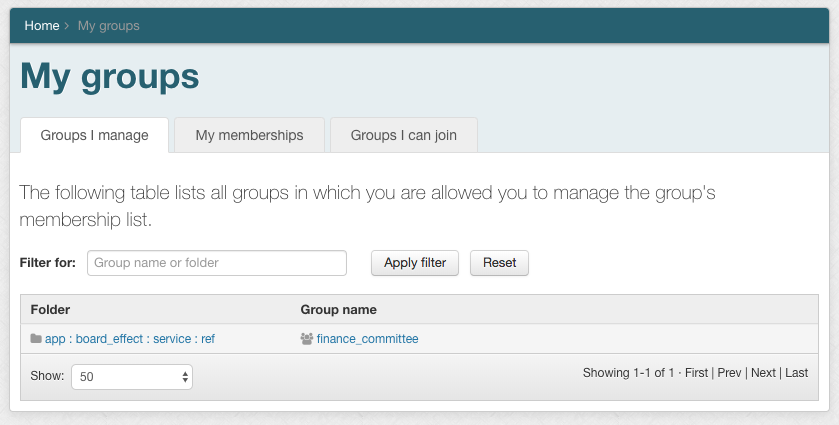 Home › My groups
My groups
Groups I manage My memberships Groups I can join
The following table lists all groups in which you are allowed you to manage the group's
membership list.
Filter for: Group name or folder Apply filter Reset
Folder Group name
app : board_effect : service : ref finance_committee
Show: 50 Showing 1-1 of 1 · First | Prev | Next | Last